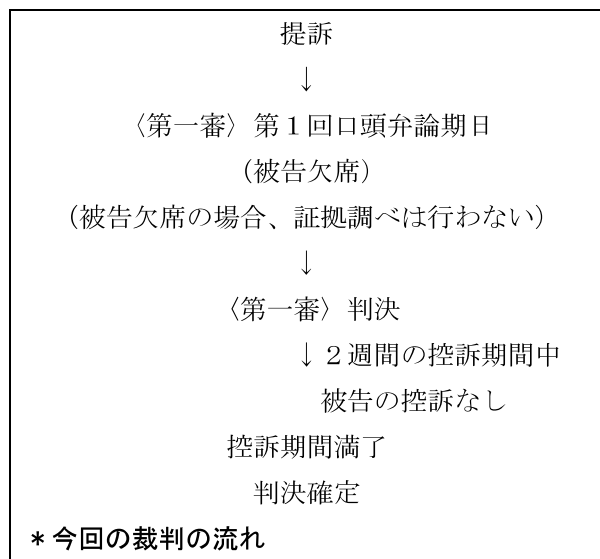 提訴
↓
〈第一審〉第１回口頭弁論期日
（被告欠席）
（被告欠席の場合、証拠調べは行わない）
↓
〈第一審〉判決
↓２週間の控訴期間中
被告の控訴なし
控訴期間満了
判決確定
＊今回の裁判の流れ